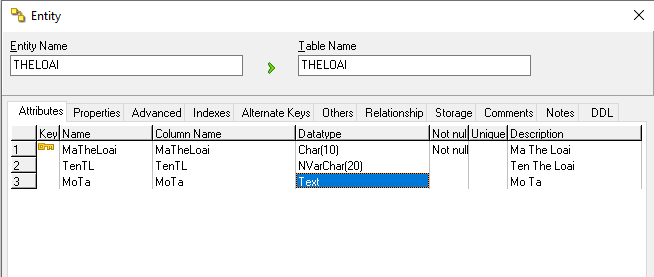 Entity
Entity Name Table Name
THELOAI THELOAI
Attributes Properties Advanced Indexes Alternate Keys Others Relationship Storage Comments Notes DDL
Key Name Column Name Datatype Not nul Unique Description
1 MaTheLoai MaTheLoai Char(10) Not null Ma The Loai
2 TenTL TenTL NVarChar(20) Ten The Loai
3 MoTa MoTa Text Mo Ta